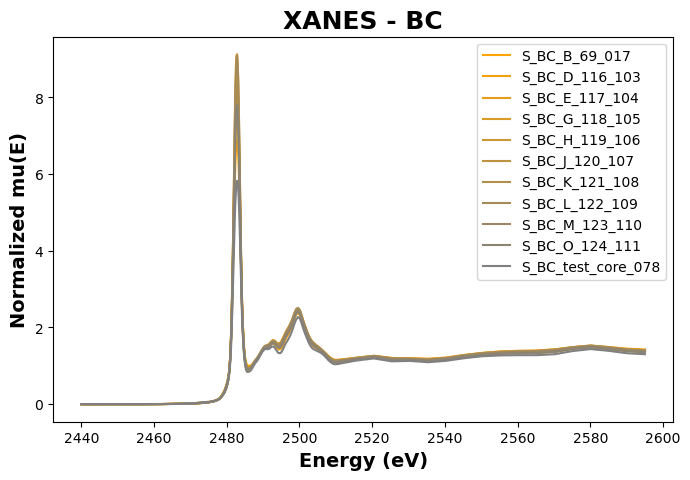 XANES - BC
Normalized mu(E)
8
6
4
2
0
S_BC_B_69_017
S_BC_D_116_103
S_BC_E_117_104
S_BC_G_118_105
S_BC_H_119_106
S_BC_J_120_107
S_BC_K_121_108
S_BC_L_122_109
S_BC_M_123_110
S_BC_O_124_111
S_BC_test_core_078
2440 2460 2480 2500 2520 2540 2560 2580 2600
Energy (eV)